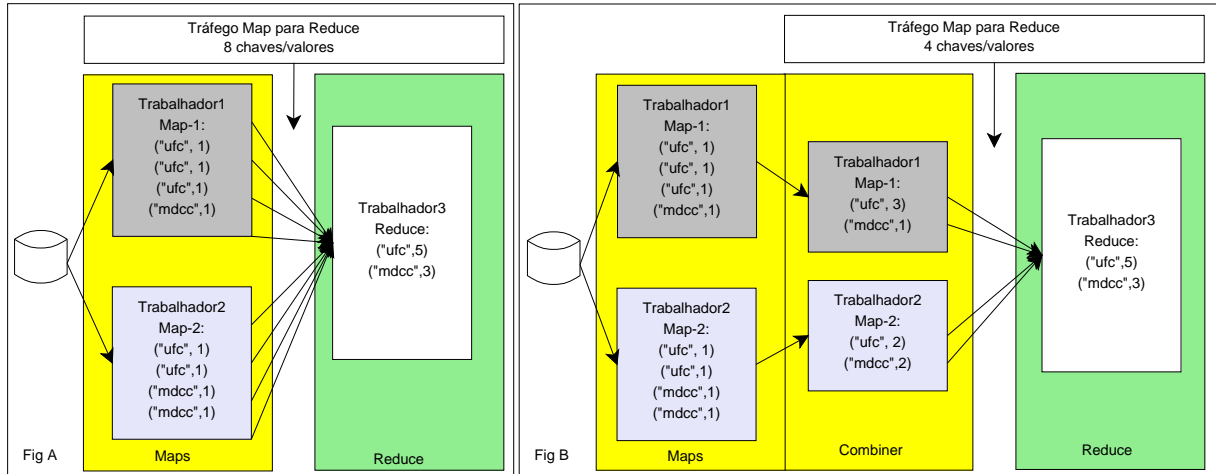 Tráfego Map para Reduce
8 chaves/valores
Trabalhador1
Map-1:
("ufc", 1)
("ufc", 1)
("ufc",1)
("mdcc",1)
Trabalhador2
Map-2:
("ufc", 1)
("ufc",1)
("mdcc",1)
("mdcc",1)
Trabalhador3
Reduce:
("ufc",5)
("mdcc",3)
Fig A
Maps
Reduce
Tráfego Map para Reduce
4 chaves/valores
Trabalhador1
Map-1:
("ufc", 1)
("ufc", 1)
("ufc",1)
("mdcc",1)
Trabalhador2
Map-2:
("ufc", 1)
("ufc",1)
("mdcc",1)
("mdcc",1)
Trabalhador1
Map-1:
("ufc", 3)
("mdcc",1)
Trabalhador2
Map-2:
("ufc", 2)
("mdcc",2)
Trabalhador3
Reduce:
("ufc",5)
("mdcc",3)
Fig B
Maps
Combiner
Reduce